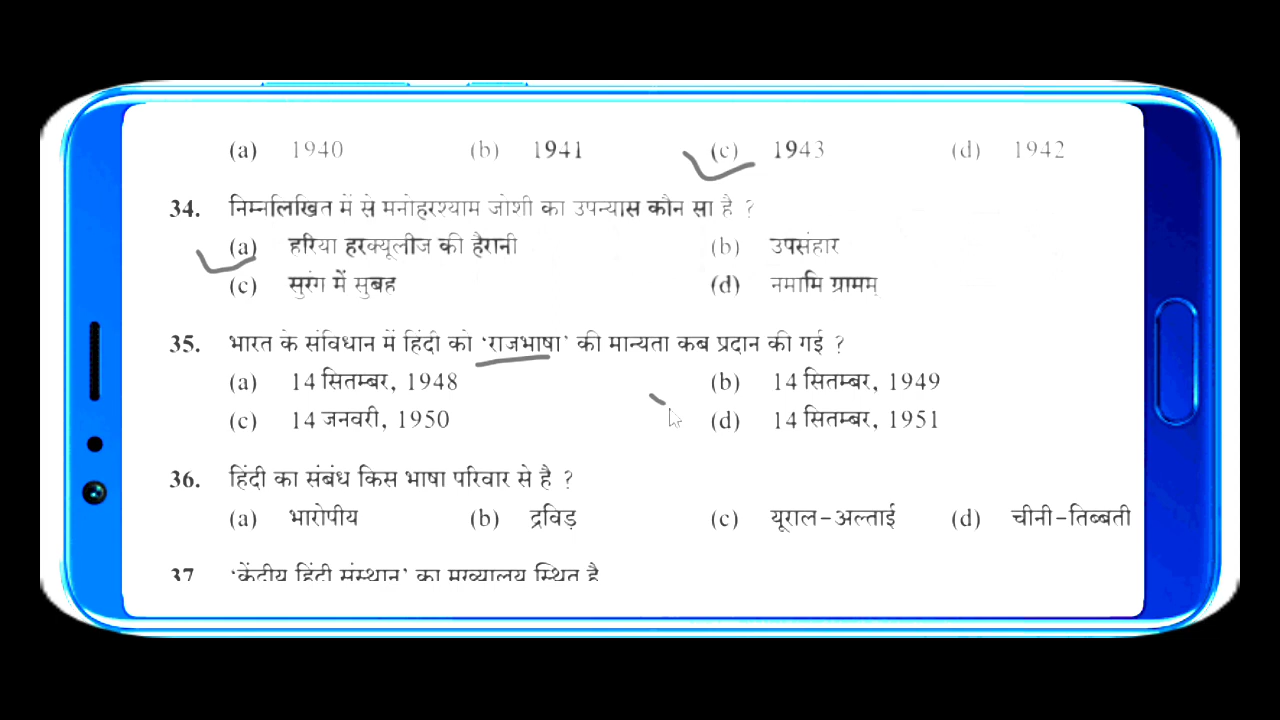 (a) 1940 (b) 1941 (c) 1943 (d) 1942
34. निम्नलिखित में से मनोहरश्याम जोशी का उपन्यास कौन सा है ?
(a) हरिया हरक्यूलीज की हैरानी (b) उपसंहार
(c) सुरंग में सुबह (d) नमामि ग्रामम्
35. भारत के संविधान में हिंदी को ‘राजभाषा’ की मान्यता कब प्रदान की गई ?
(a) 14 सितम्बर, 1948 (b) 14 सितम्बर, 1949
(c) 14 जनवरी, 1950 (d) 14 सितम्बर, 1951
36. हिंदी का संबंध किस भाषा परिवार से है ?
(a) भारोपीय (b) द्रविड़ (c) यूराल-अल्ताई (d) चीनी-तिब्बती
37 ‘केंद्रीय हिंदी संस्थान’ का मुख्यालय स्थित है